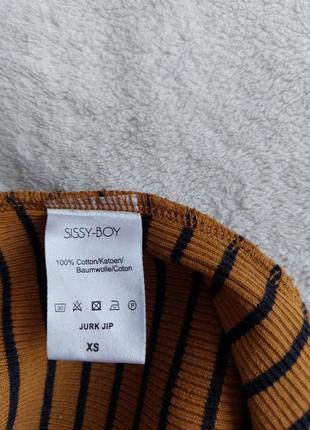 SISSY-BOY
100% Cotton/Katoen/
Baumwolle/Coton
30 P
JURK JIP
XS